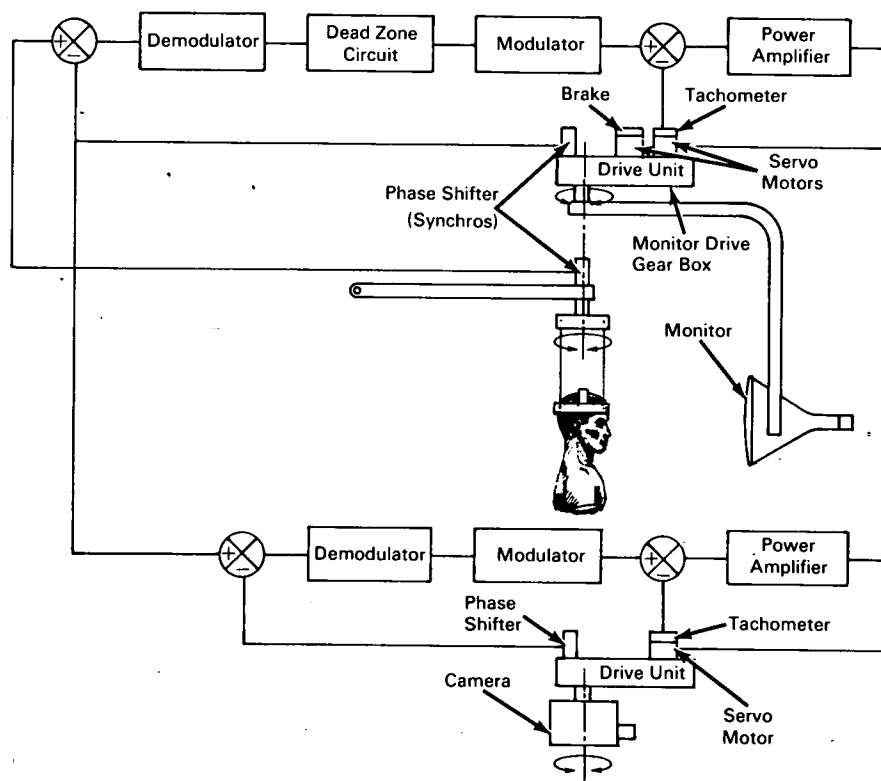 Demodulator
Dead Zone
Circuit
Modulator
Power
Amplifier
+
−
+
−
Brake
Tachometer
Drive Unit
Servo
Motors
Phase Shifter
(Synchros)
Monitor Drive
Gear Box
Monitor
+
−
Demodulator
Modulator
+
−
Power
Amplifier
Phase
Shifter
Tachometer
Drive Unit
Camera
Servo
Motor